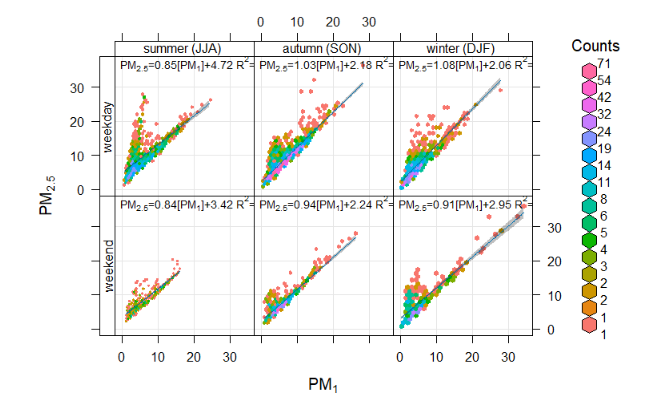 0 10 20 30
summer (JJA) autumn (SON) winter (DJF)
Counts
PM2.5=0.85[PM1]+4.72 R2= PM2.5=1.03[PM1]+2.18 R2= PM2.5=1.08[PM1]+2.06 R2=
71
54
42
32
24
19
14
11
8
6
5
4
3
2
2
1
1
30
20
10
0
weekday
PM2.5
PM2.5=0.84[PM1]+3.42 R2= PM2.5=0.94[PM1]+2.24 R2= PM2.5=0.91[PM1]+2.95 R2=
weekend
30
20
10
0
0 10 20 30 0 10 20 30
PM1